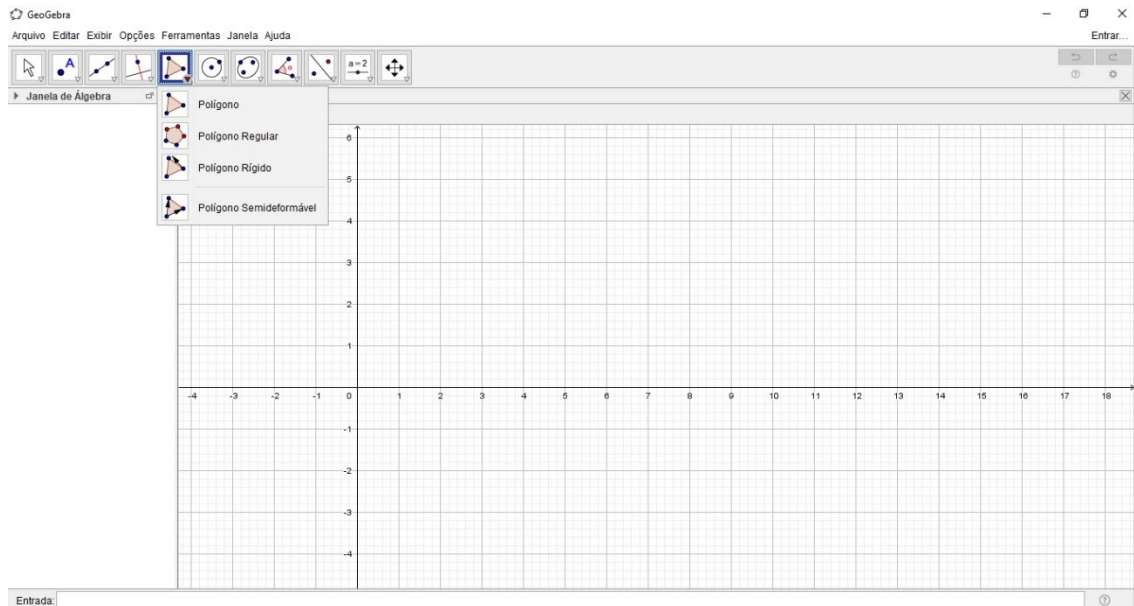 GeoGebra
Arquivo Editar Exibir Opções Ferramentas Janela Ajuda
Entrar...
A
a=2
Janela de Álgebra
Polígono
Polígono Regular
Polígono Rígido
Polígono Semideformável
6
5
4
3
2
1
-4 -3 -2 -1 0 1 2 3 4 5 6 7 8 9 10 11 12 13 14 15 16 17 18
-1
-2
-3
-4
Entrada: